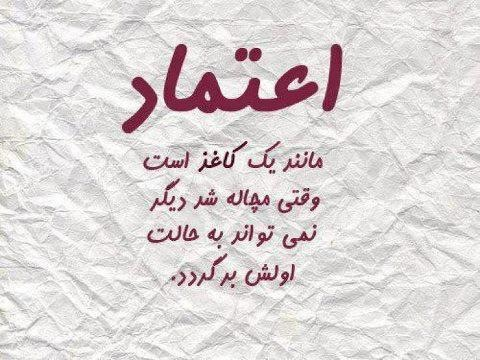 اعتماد
مانند یک کاغذ است
وقتی مچاله شد دیگر
نمی تواند به حالت
اولش برگردد.